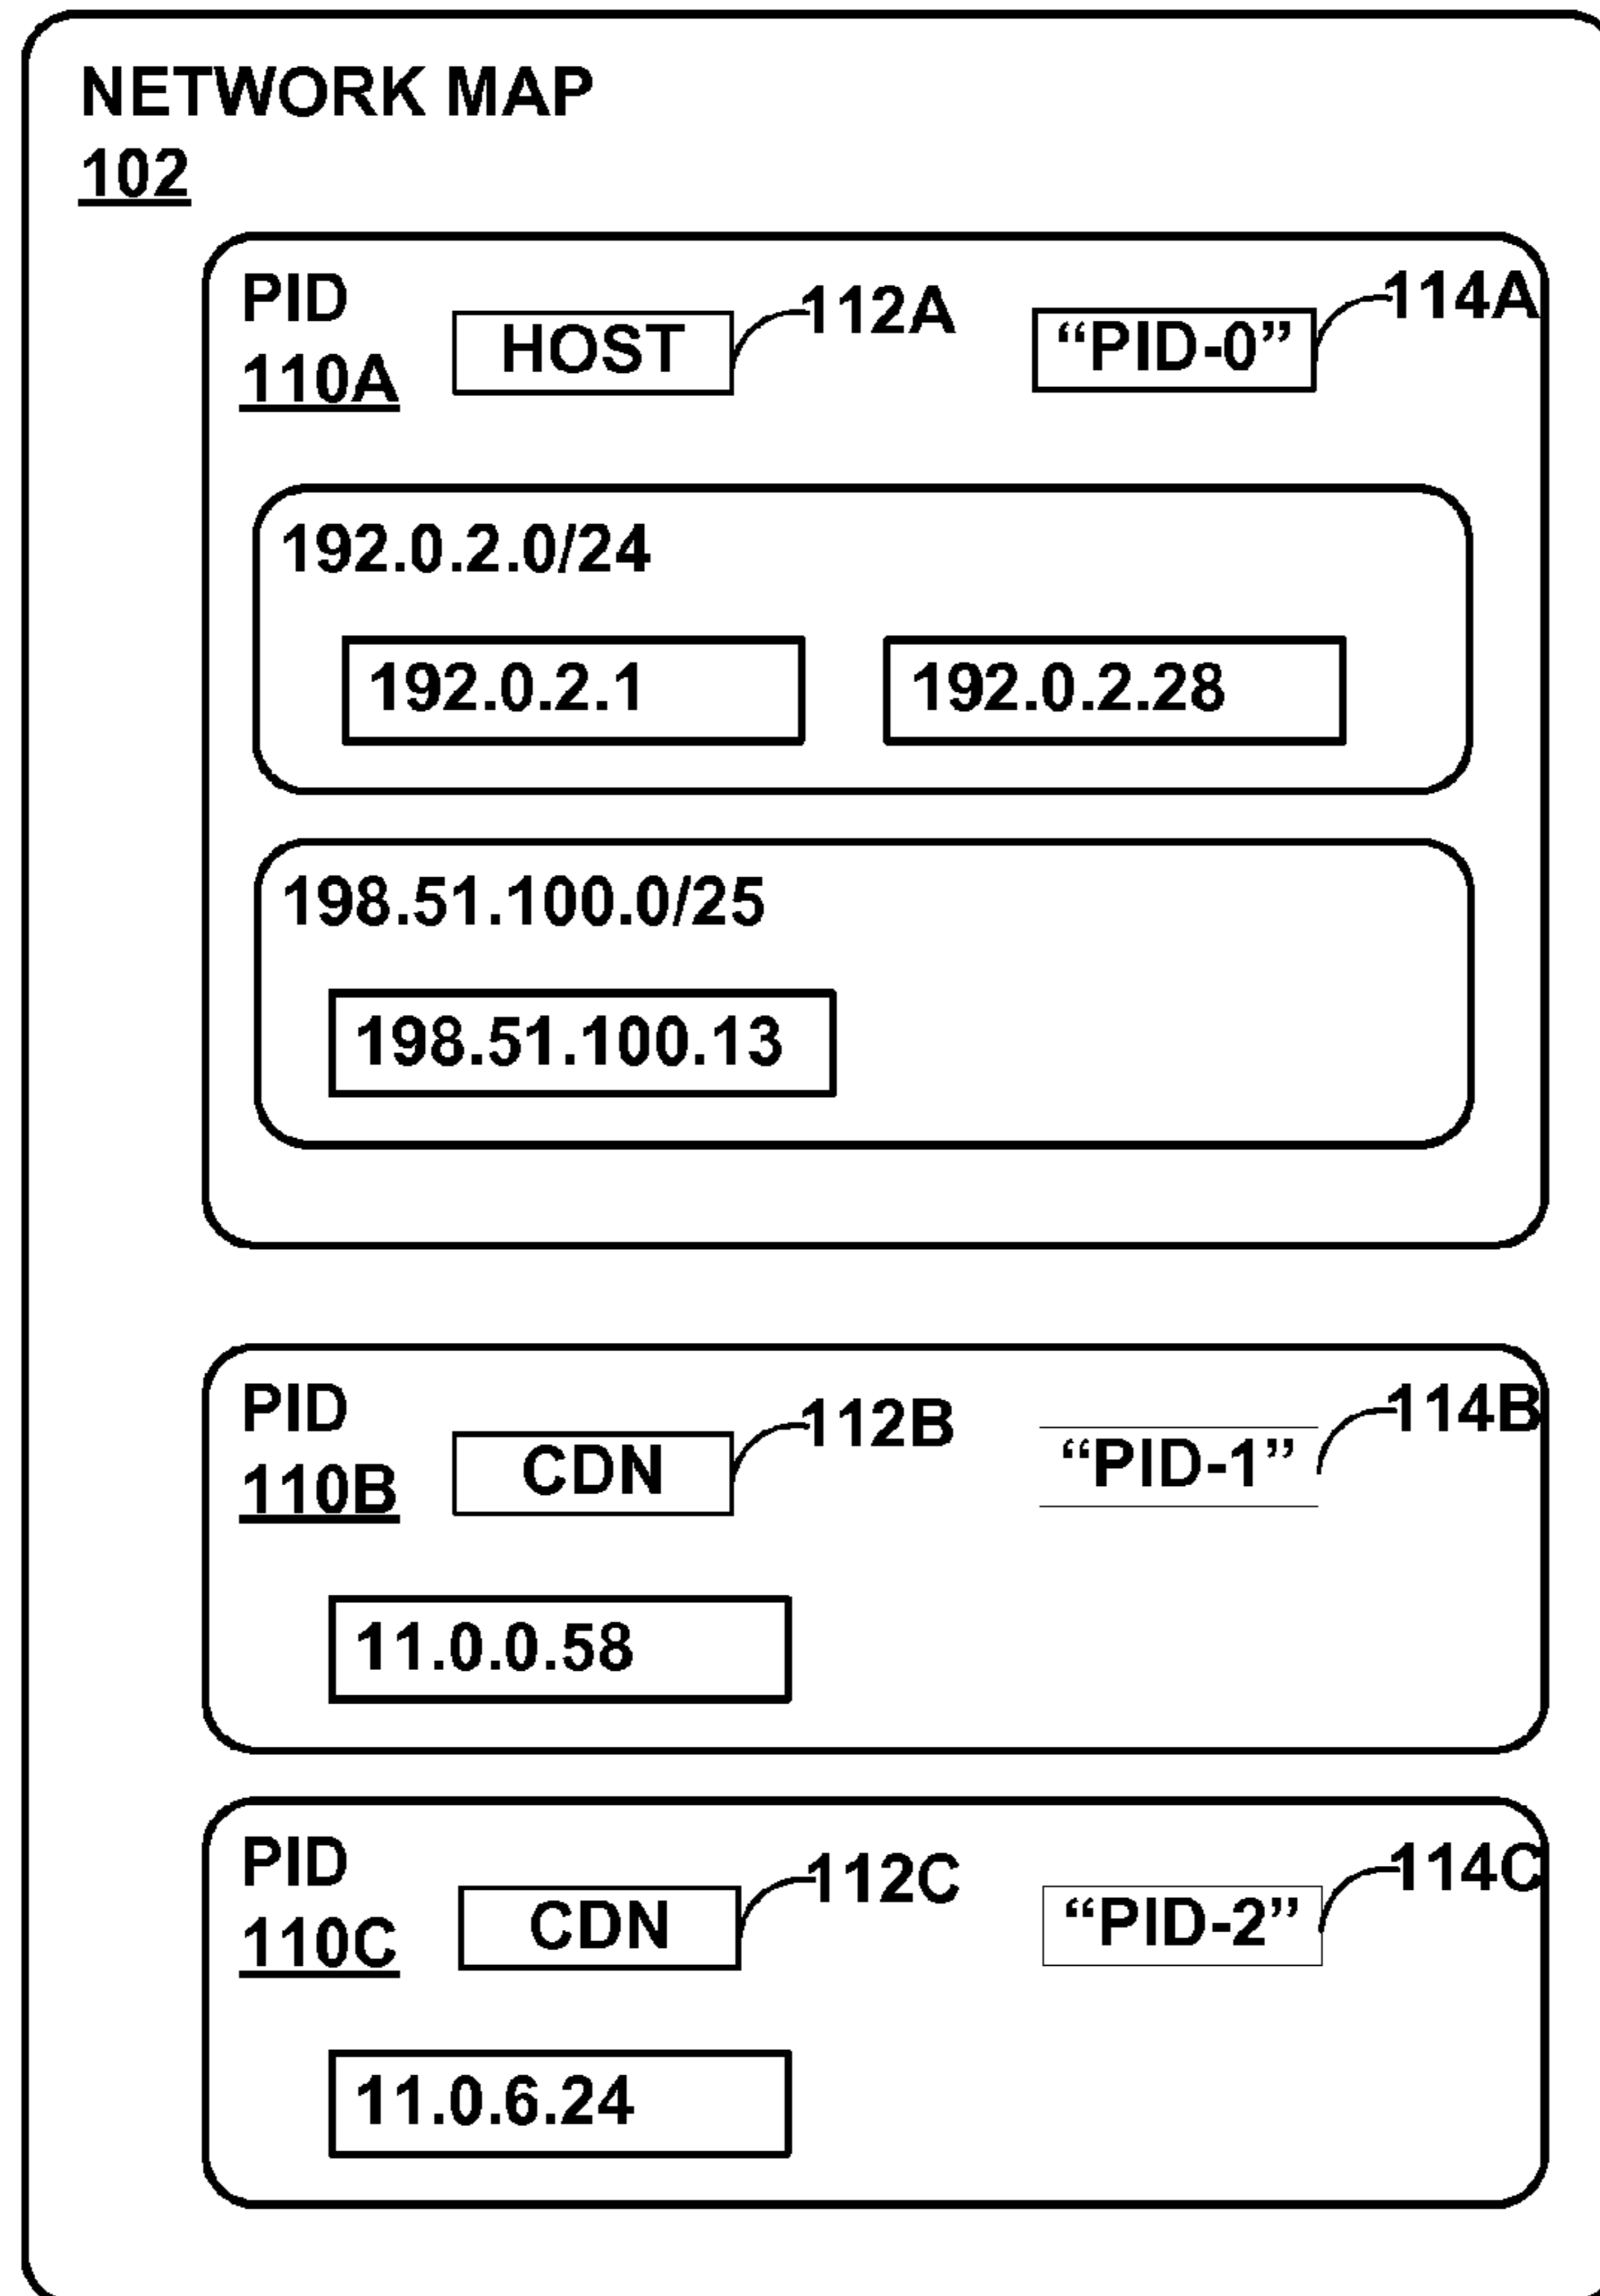 NETWORK MAP
102
PID
110A
HOST
112A
“PID-0”
114A
192.0.2.0/24
192.0.2.1
192.0.2.28
198.51.100.0/25
198.51.100.13
PID
110B
CDN
112B
“PID-1”
114B
11.0.0.58
PID
110C
CDN
112C
“PID-2”
114C
11.0.6.24